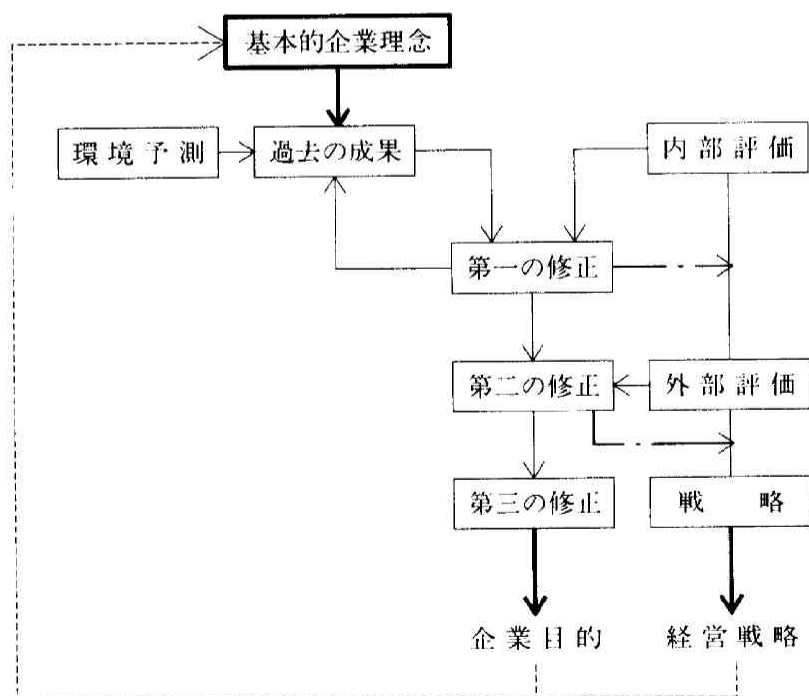 基本的企業理念
環境予測
過去の成果
内部評価
第一の修正
第二の修正
外部評価
第三の修正
戦略
企業目的
経営戦略